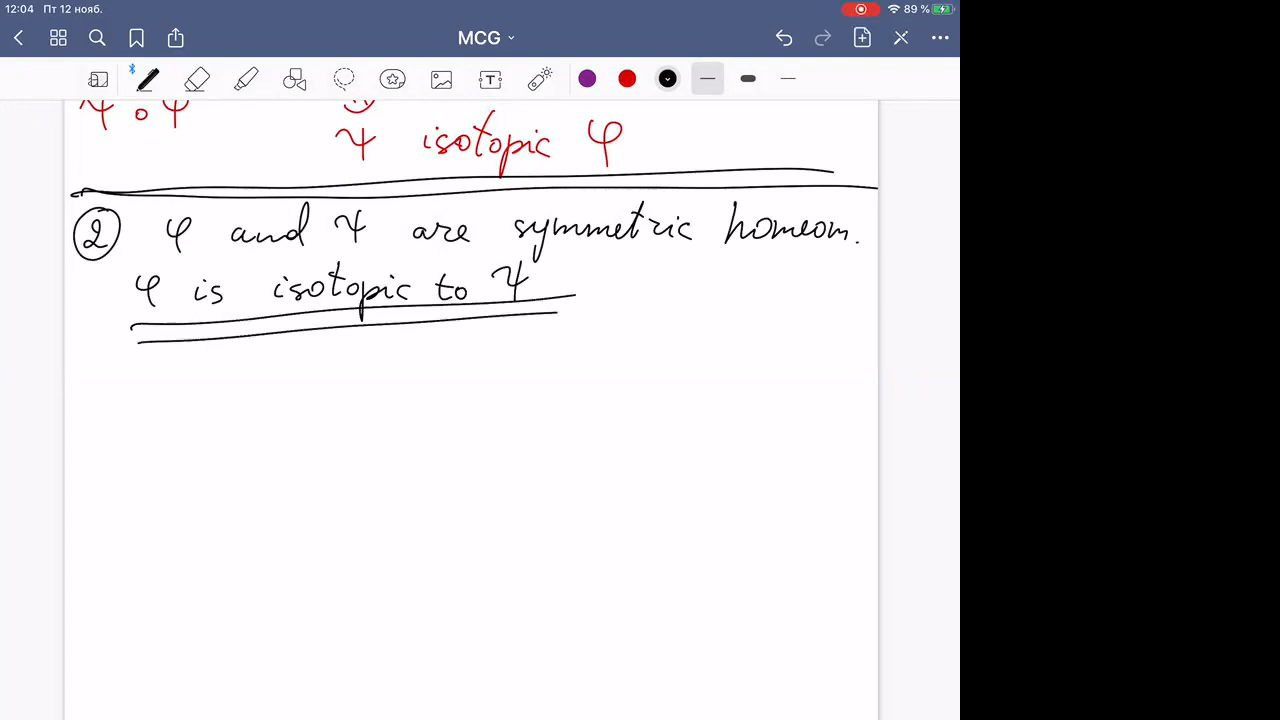 12:04 Пт 12 нояб. 89 %
MCG
T
ψ ∘ φ
ψ isotopic φ
② φ and ψ are symmetric homeom.
φ is isotopic to ψ